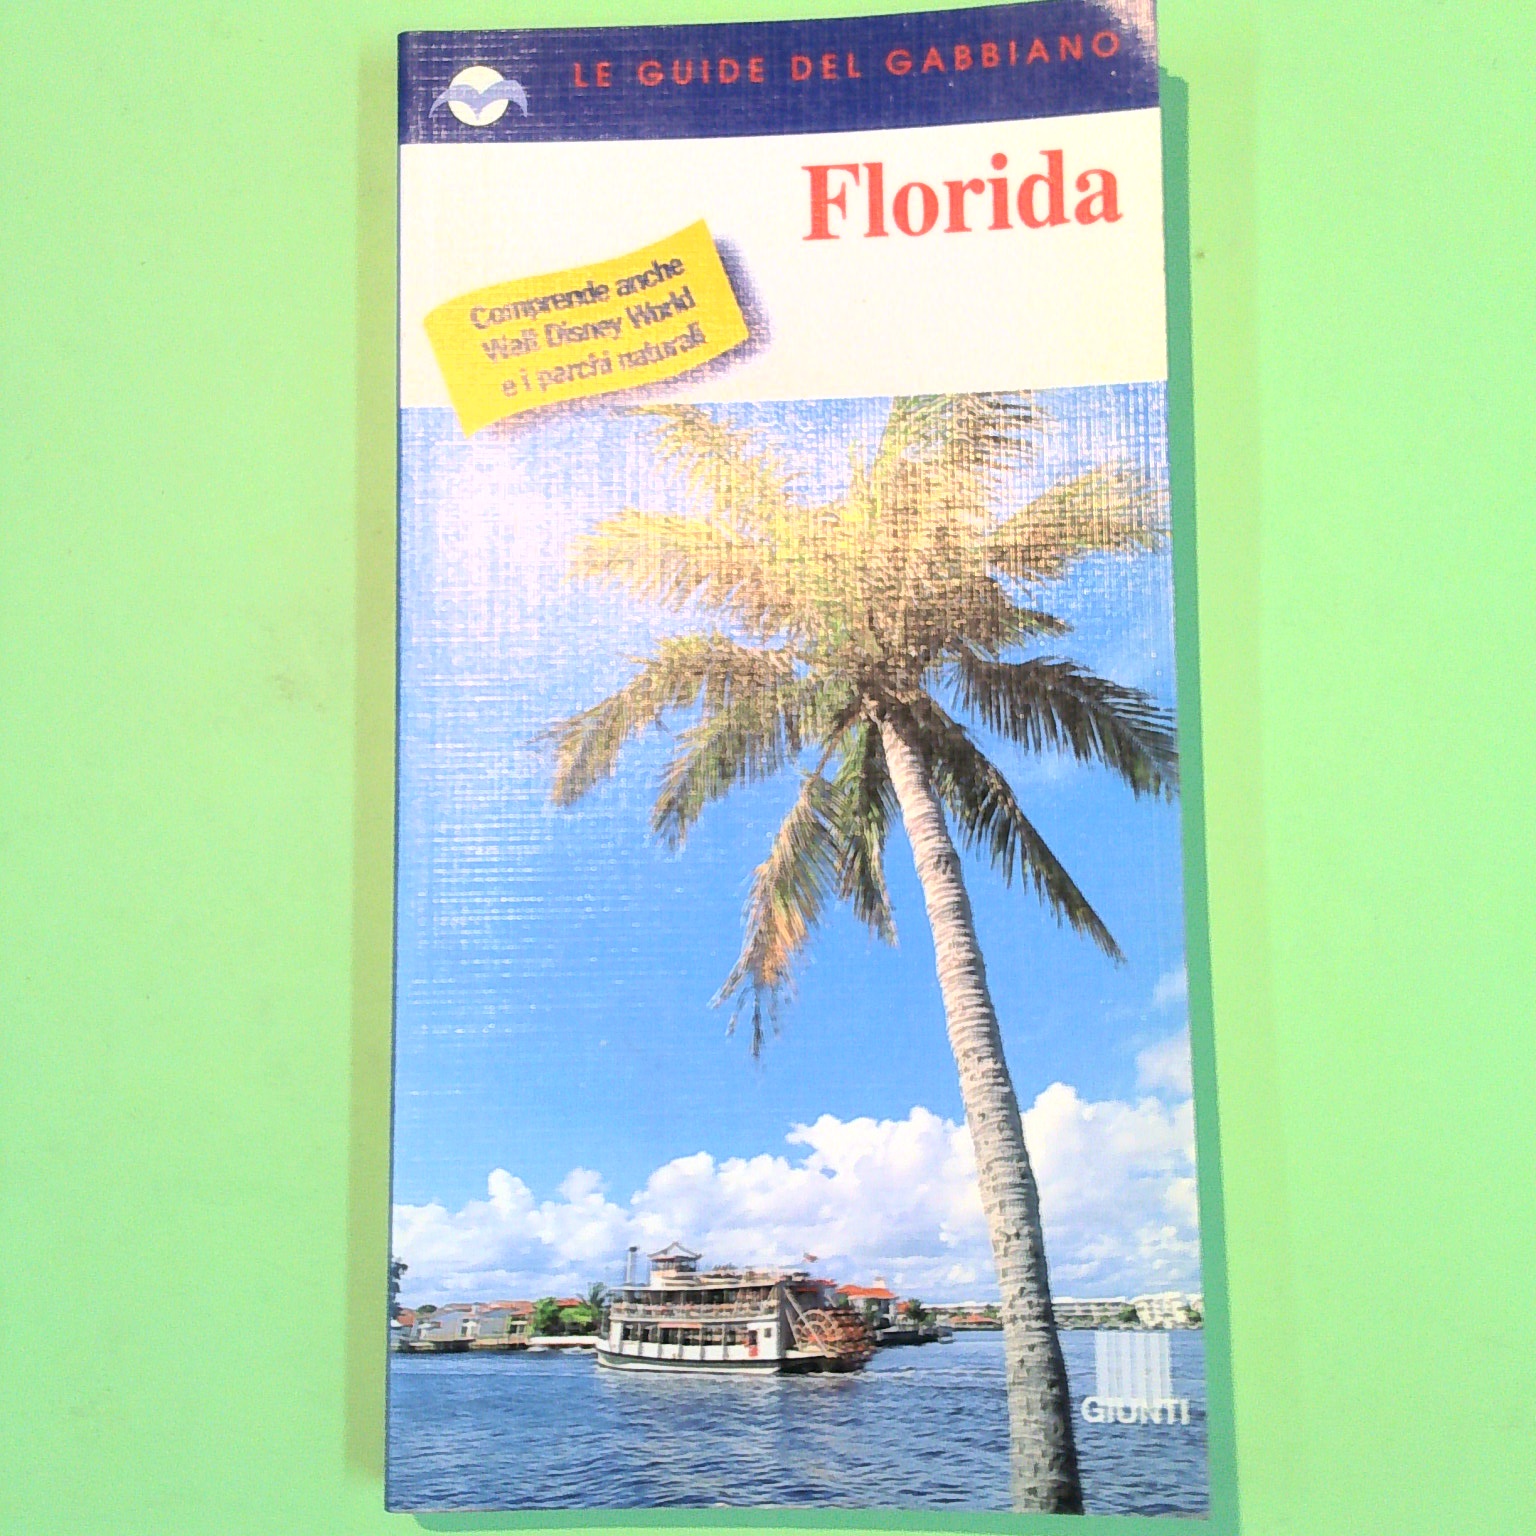 LE GUIDE DEL GABBIANO
Florida
Comprende anche
Walt Disney World
e i parchi naturali
GIUNTI